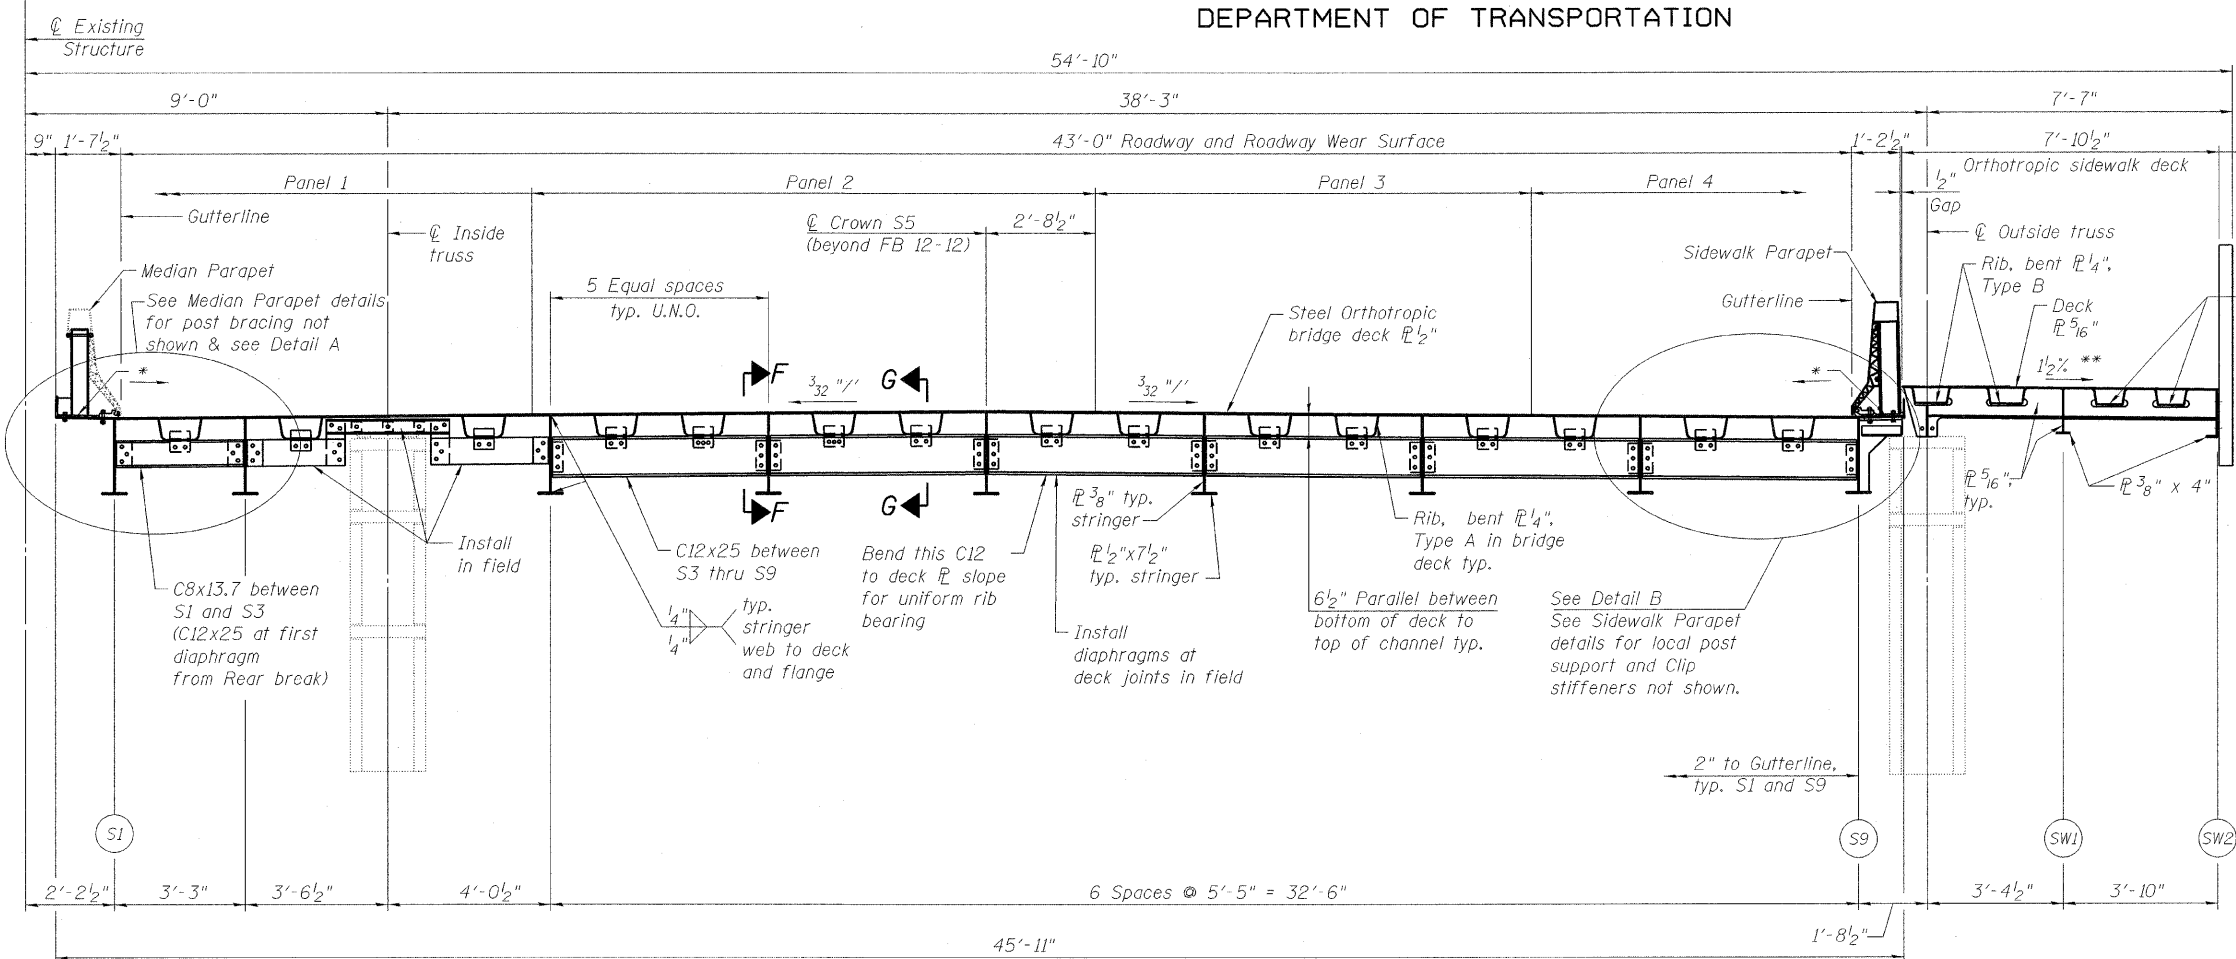 DEPARTMENT OF TRANSPORTATION
℄ Existing
Structure
54'-10"
9'-0"
38'-3"
7'-7"
9"
1'-7½"
43'-0" Roadway and Roadway Wear Surface
1'-2½"
7'-10½"
Orthotropic sidewalk deck
Panel 1
Panel 2
Panel 3
Panel 4
½"
Gap
Gutterline
℄ Inside
truss
℄ Crown S5
(beyond FB 12-12)
2'-8½"
℄ Outside truss
Sidewalk Parapet
Rib, bent ℙ ¼",
Type B
Median Parapet
See Median Parapet details
for post bracing not
shown & see Detail A
5 Equal spaces
typ. U.N.O.
Steel Orthotropic
bridge deck ℙ ½"
Gutterline
Deck
ℙ 5/16"
1½% **
*
F
3/32 "/'
G
3/32 "/'
*
F
G
ℙ 3/8" typ.
stringer
ℙ ½"x7½"
typ. stringer
Rib, bent ℙ ¼",
Type A in bridge
deck typ.
ℙ 5/16",
typ.
ℙ 3/8" x 4"
Install
in field
C12x25 between
S3 thru S9
Bend this C12
to deck ℙ slope
for uniform rib
bearing
C8x13.7 between
S1 and S3
(C12x25 at first
diaphragm
from Rear break)
¼"
¼"
typ.
stringer
web to deck
and flange
Install
diaphragms at
deck joints in field
6½" Parallel between
bottom of deck to
top of channel typ.
See Detail B
See Sidewalk Parapet
details for local post
support and Clip
stiffeners not shown.
2" to Gutterline,
typ. S1 and S9
S1
S9
SW1
SW2
2'-2½"
3'-3"
3'-6½"
4'-0½"
6 Spaces @ 5'-5" = 32'-6"
3'-4½"
3'-10"
1'-8½"
45'-11"